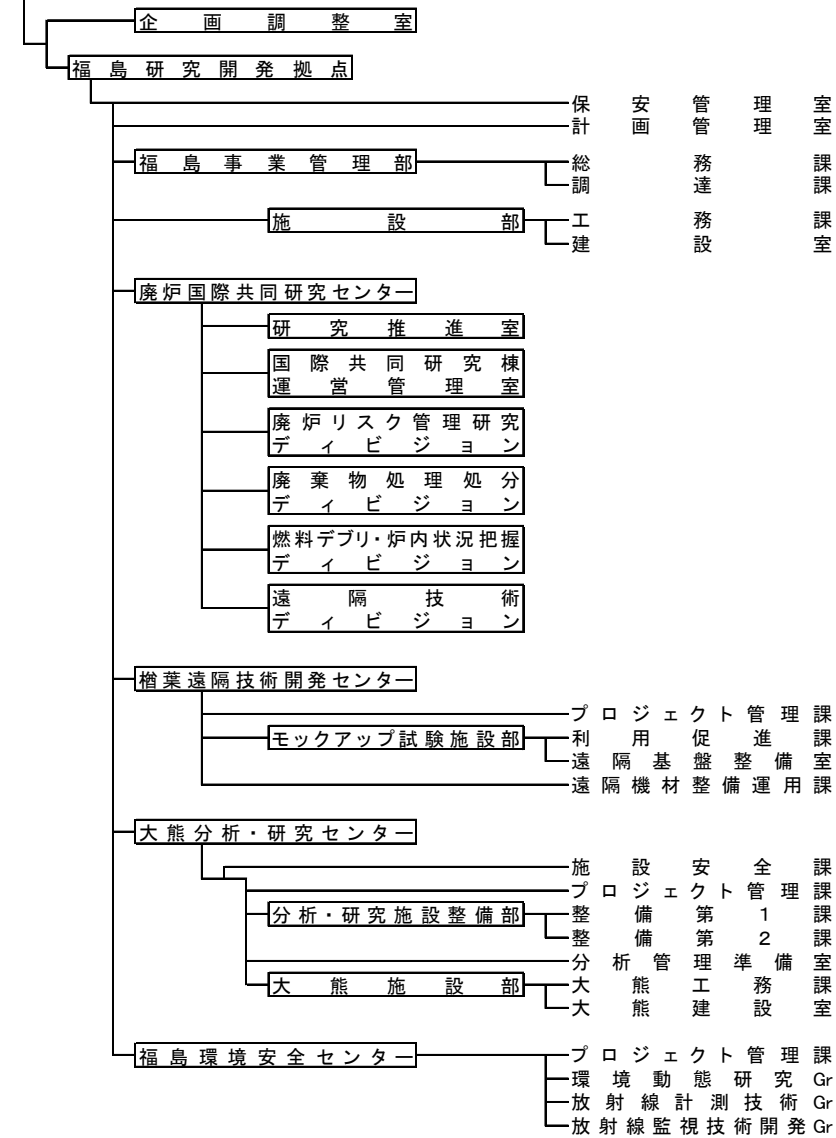 企画調整室
福島研究開発拠点
保安管理室
計画管理室
福島事業管理部 総務課
調達課
施設部 工務課
建設室
廃炉国際共同研究センター
研究推進室
国際共同研究棟
運営管理室
廃炉リスク管理研究
ディビジョン
廃棄物処理処分
ディビジョン
燃料デブリ・炉内状況把握
ディビジョン
遠隔技術
ディビジョン
楢葉遠隔技術開発センター
プロジェクト管理課
モックアップ試験施設部 利用促進課
遠隔基盤整備室
遠隔機材整備運用課
大熊分析・研究センター
施設安全課
プロジェクト管理課
分析・研究施設整備部 整備第1課
整備第2課
分析管理準備室
大熊施設部 大熊工務課
大熊建設室
福島環境安全センター プロジェクト管理課
環境動態研究Gr
放射線計測技術Gr
放射線監視技術開発Gr